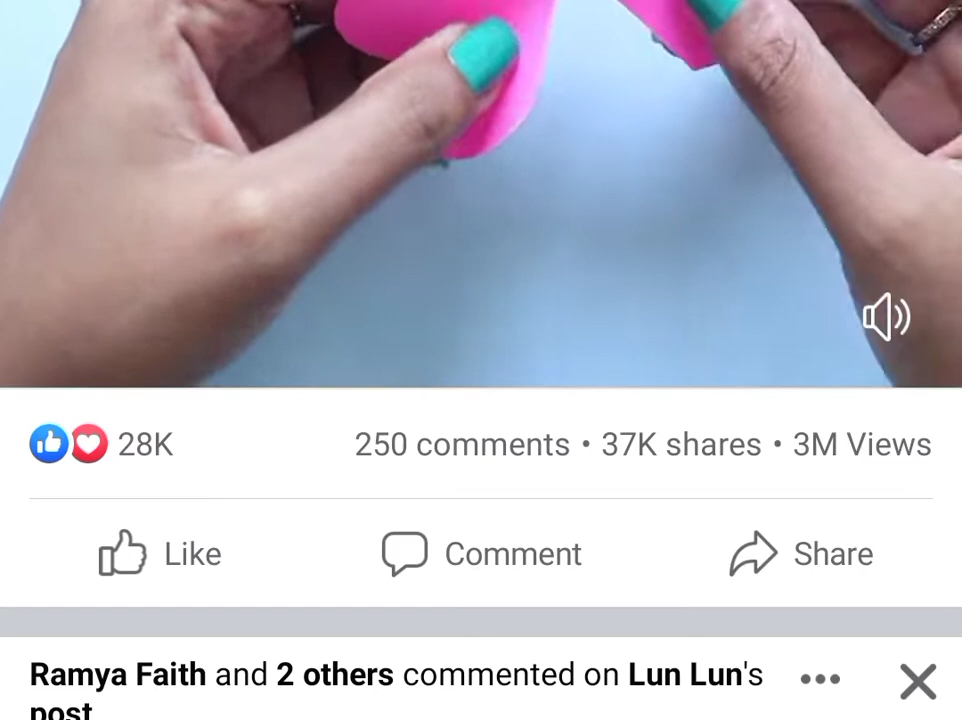 28K 250 comments • 37K shares • 3M Views
Like Comment Share
Ramya Faith and 2 others commented on Lun Lun's
post